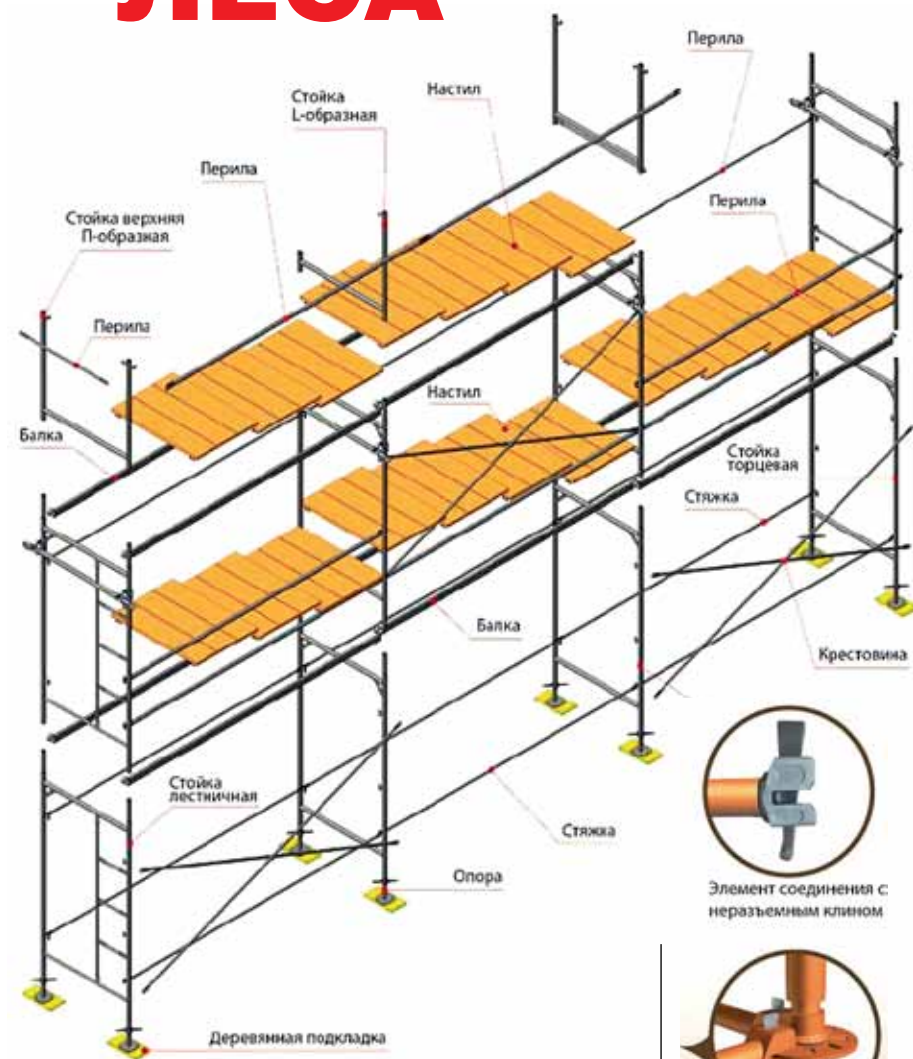 ЛЕСА
Перила
Стойка
L-образная
Настил
Перила
Перила
Стойка верхняя
П-образная
Перила
Настил
Балка
Стойка
торцевая
Стяжка
Балка
Крестовина
Стойка
лестничная
Стяжка
Опора
Элемент соединения с
неразъемным клином
Деревянная подкладка